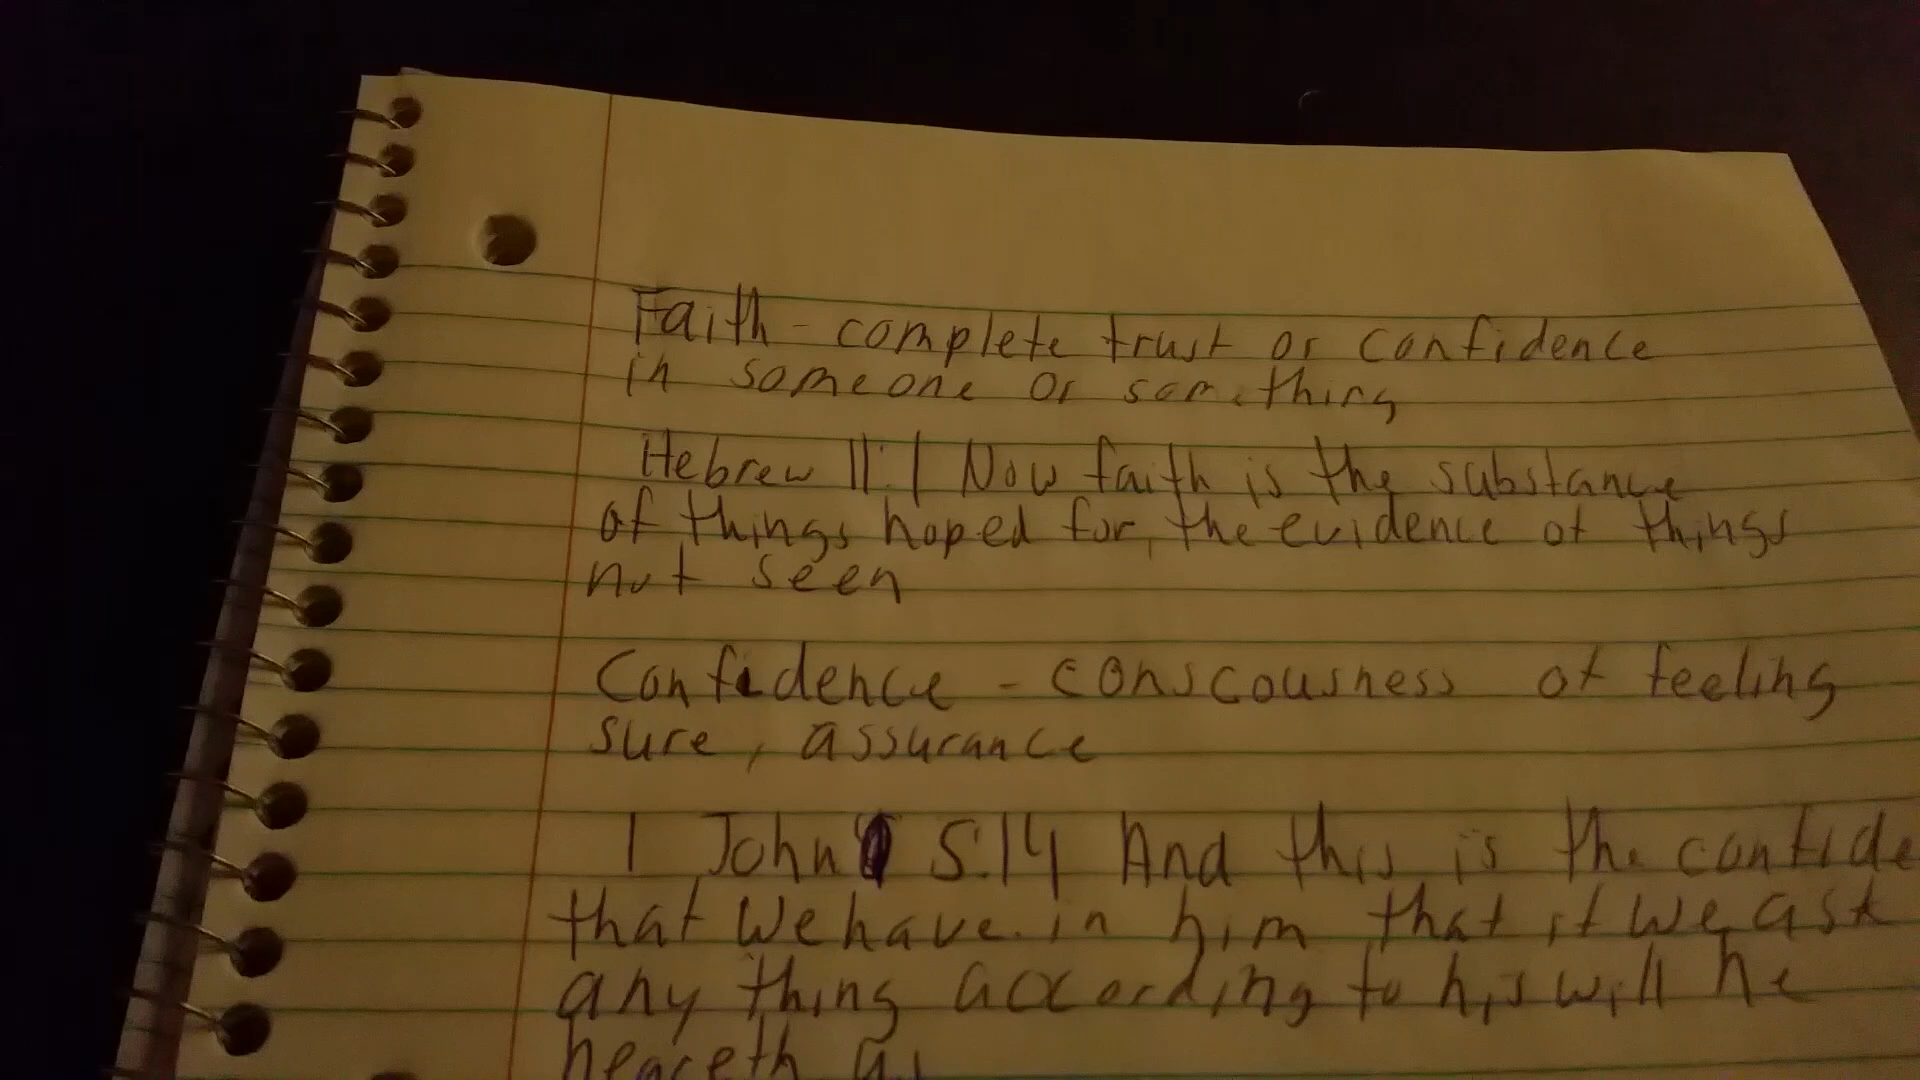 Faith - complete trust or confidence
in someone or something
Hebrew 11:1 Now faith is the substance
of things hoped for, the evidence of things
not seen
Confidence - conscousness of feeling
sure, assurance
1 John 5:14 And this is the confide
that we have in him that if we ask
any thing according to his will he
heareth us